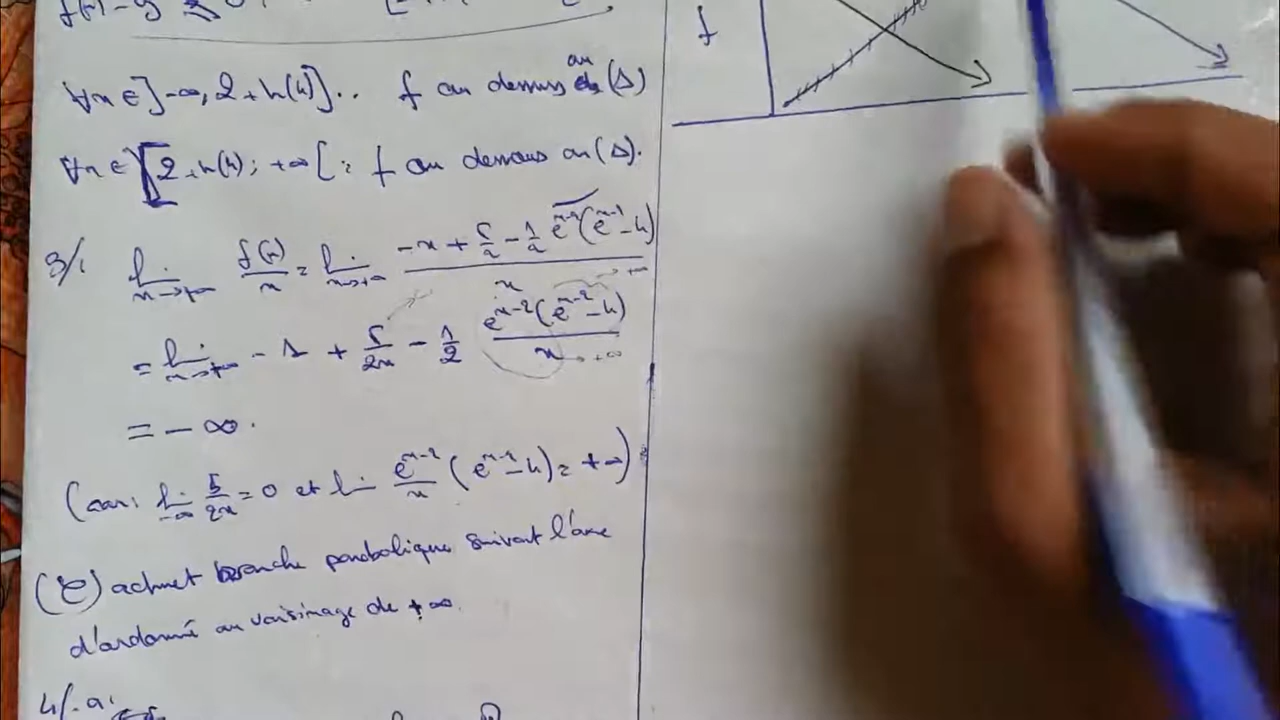 ∀x ∈ ]-∞, 2+ln(4)] .. f au dessus au (Δ)
∀x ∈ [2+ln(4); +∞[ : f au dessous au (Δ).
3/. lim x→+∞ f(x)/x = lim x→+∞ (-x + 5/2 - 1/2 e^(x-2) (e^(x-2) - 4)) / x
= lim x→+∞ -1 + 5/(2x) - 1/2 (e^(x-2) (e^(x-2) - 4)) / x
= -∞.
(car: lim 5/(2x) = 0 et lim e^(x-2)/x (e^(x-2) - 4) = +∞)
(C) admet branche parabolique suivant l'axe
d'ordonné au voisinage de +∞.
4/. a.
f